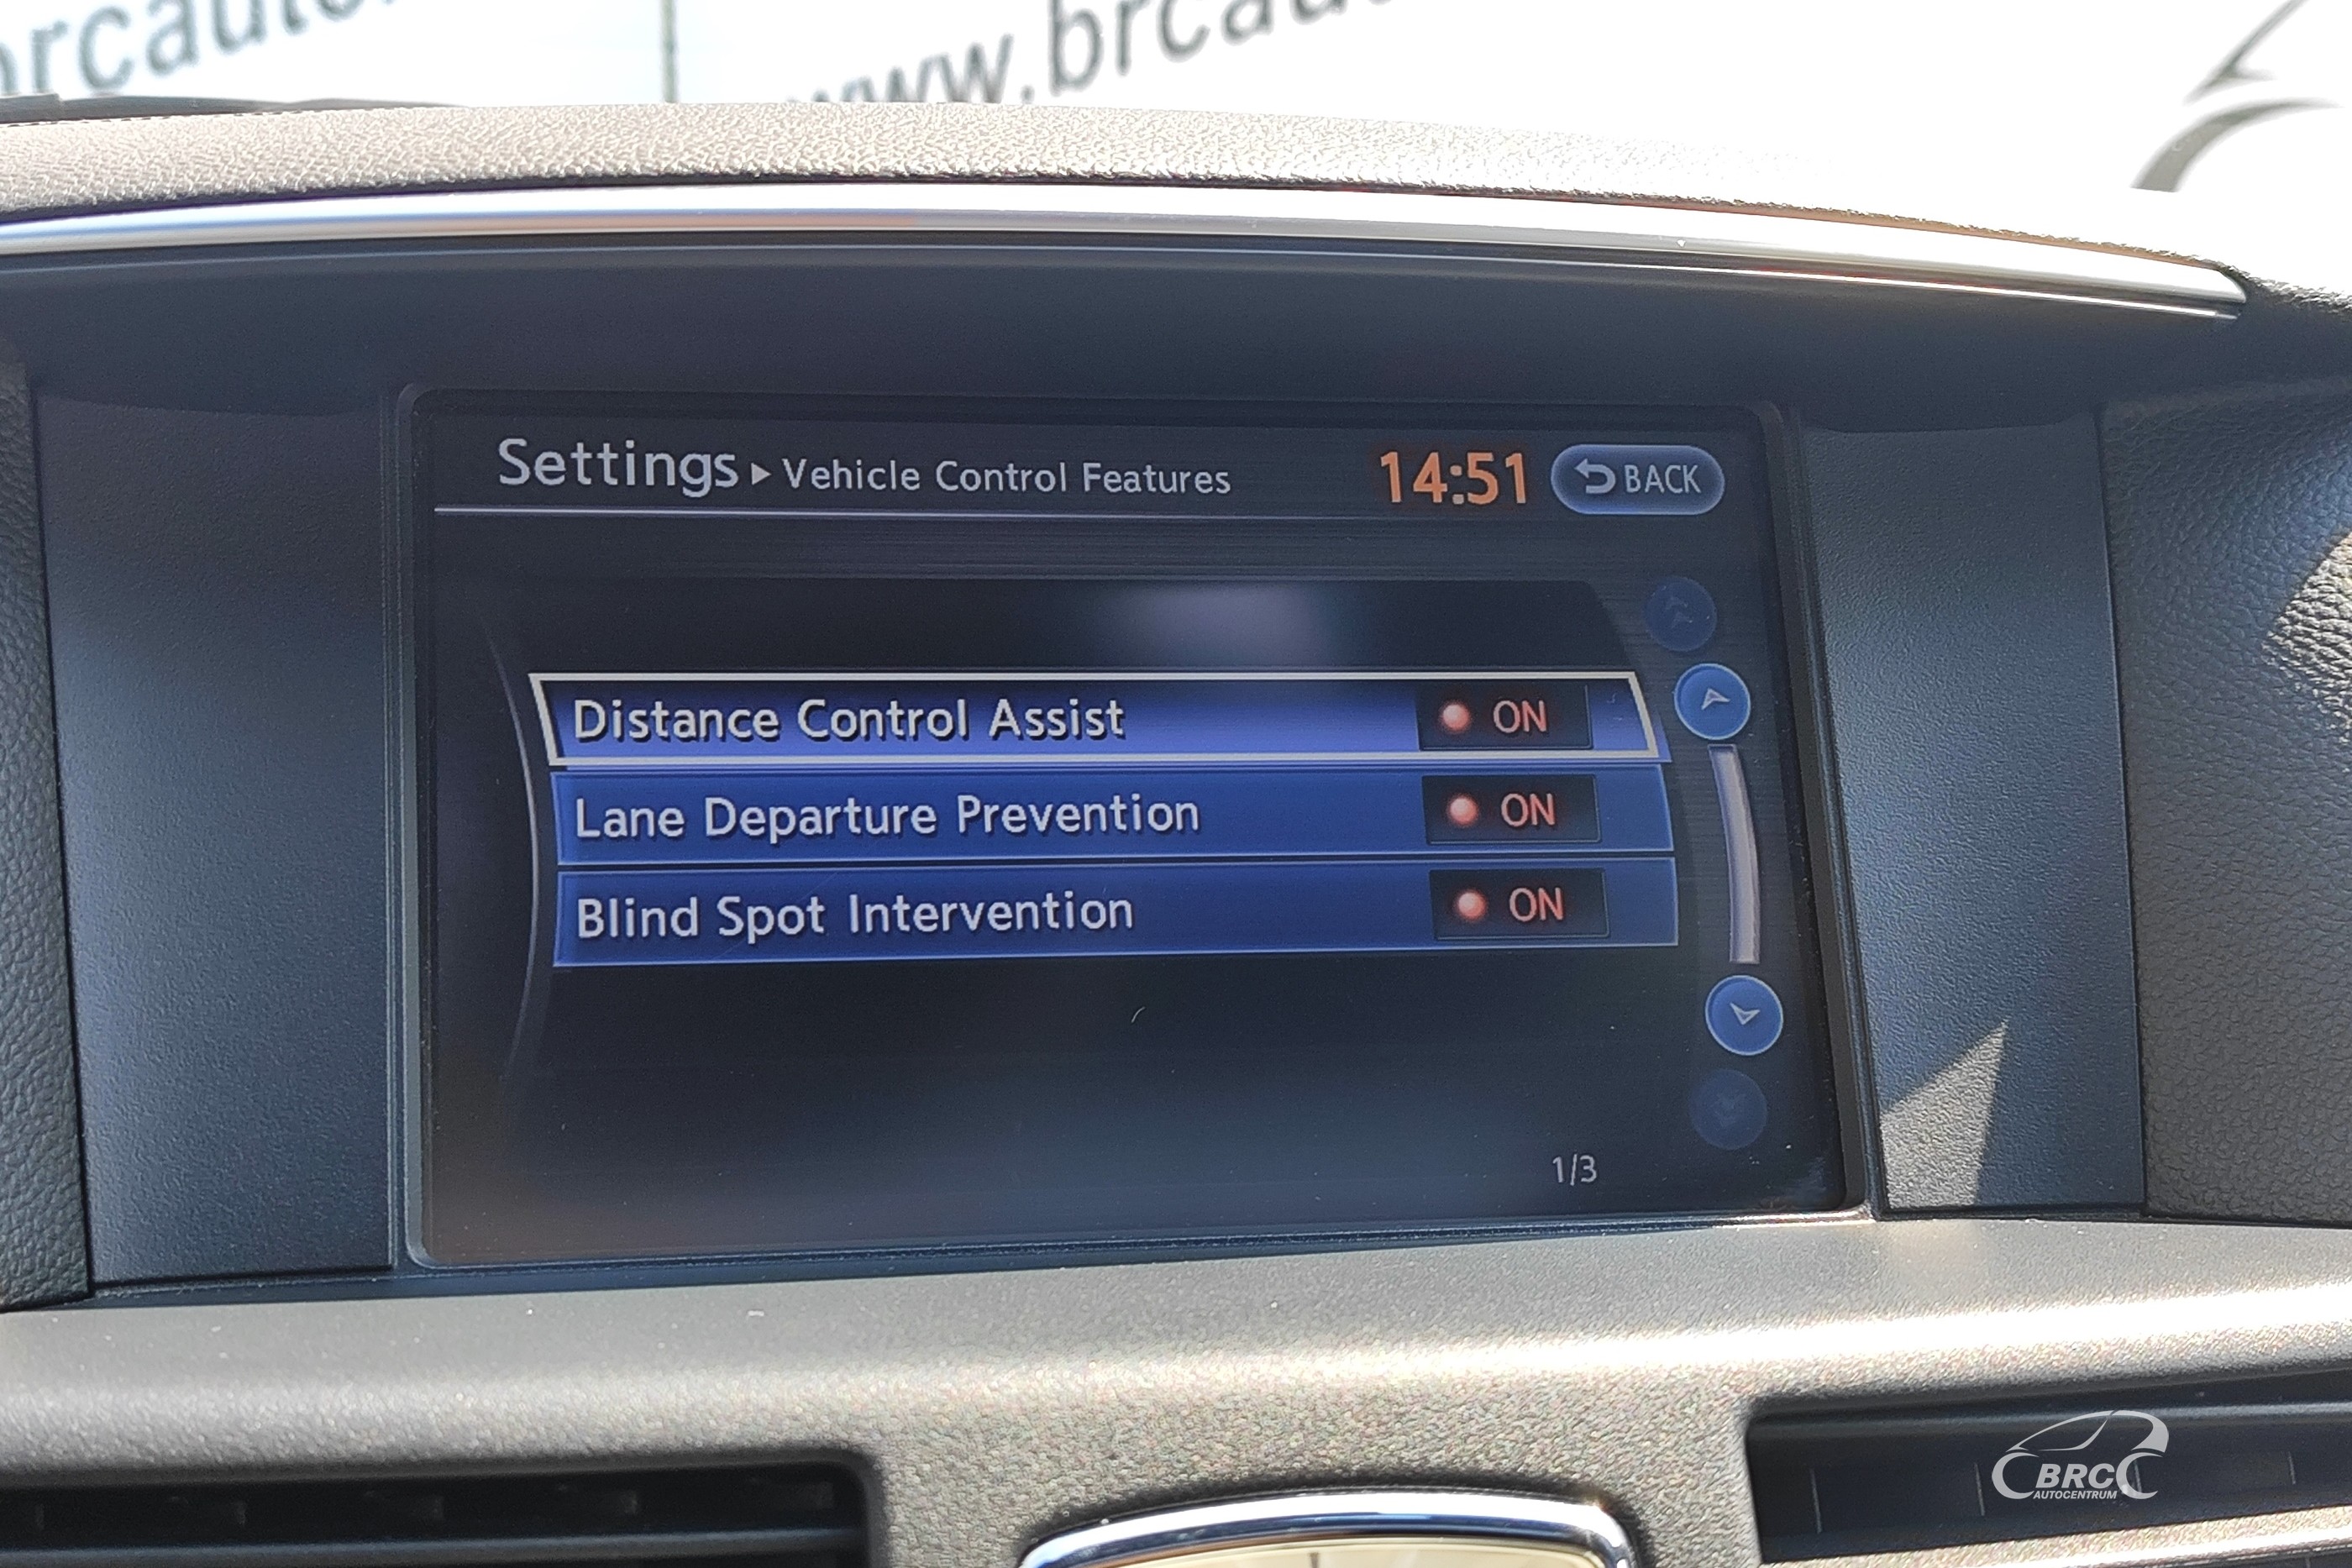 www.brcau
Settings ▸ Vehicle Control Features 14:51 BACK
Distance Control Assist ON
Lane Departure Prevention ON
Blind Spot Intervention ON
1/3
BRC
AUTOCENTRUM